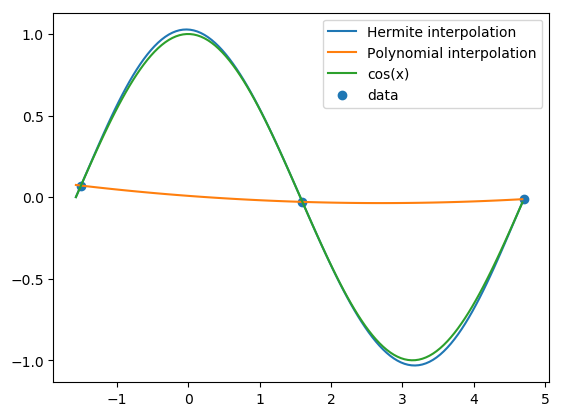 Hermite interpolation
Polynomial interpolation
cos(x)
data
1.0
0.5
0.0
−0.5
−1.0
−1 0 1 2 3 4 5